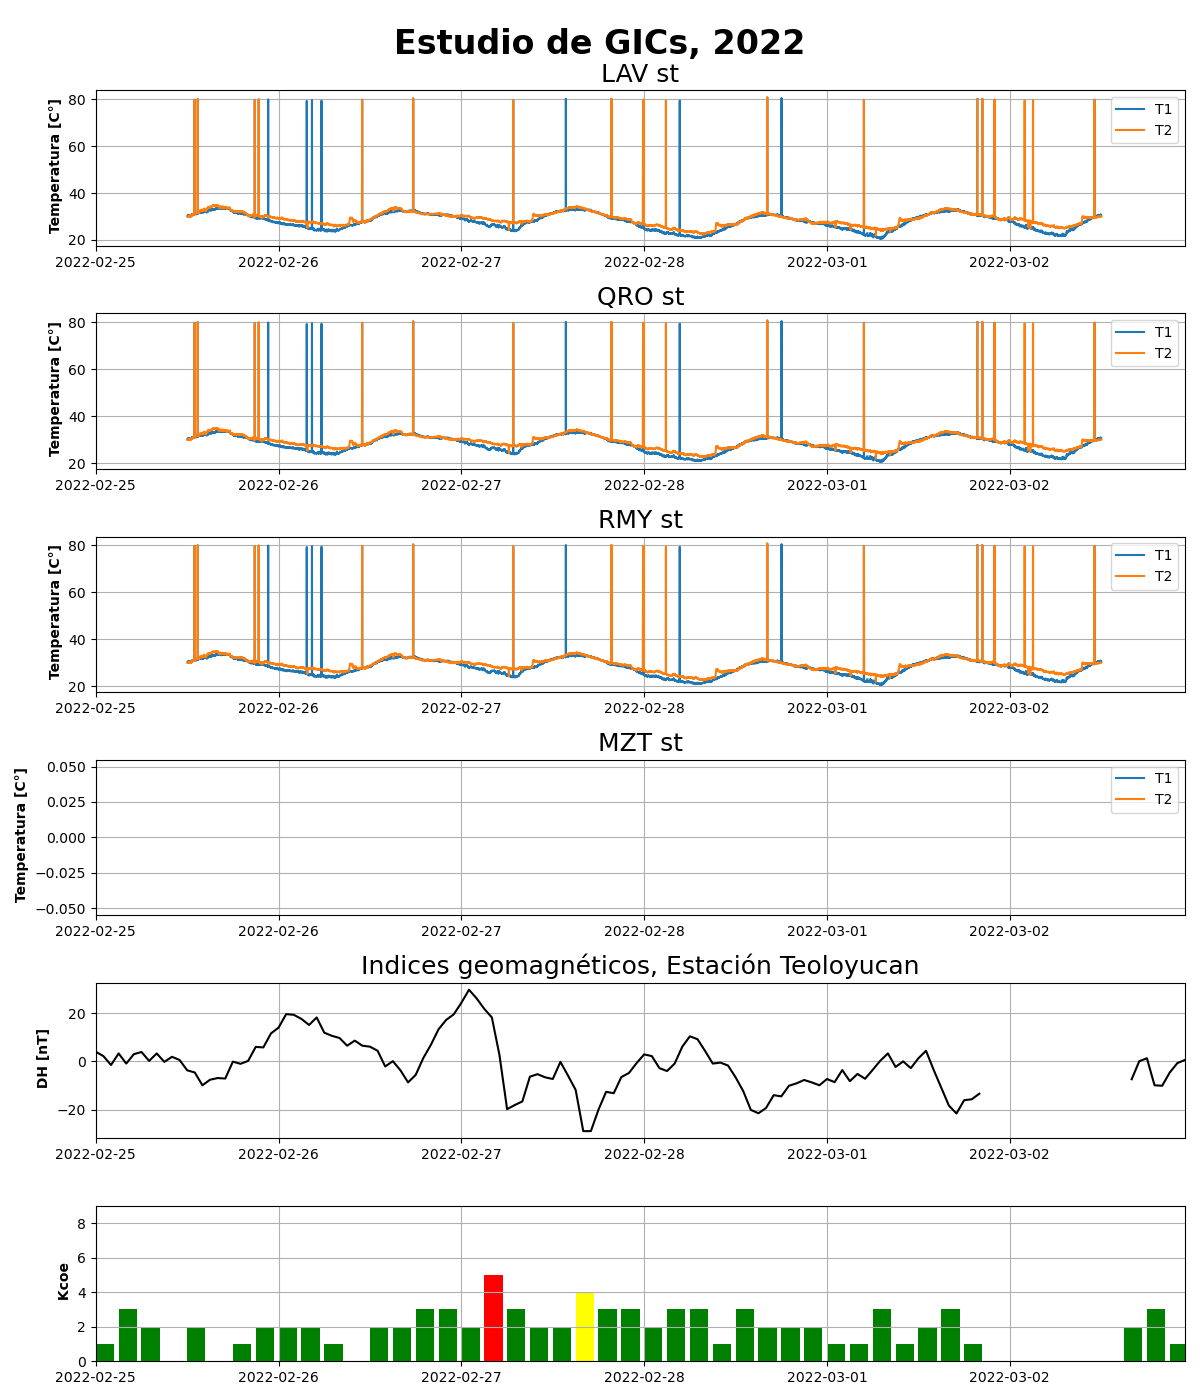 Estudio de GICs, 2022
LAV st
Temperatura [C°]
80
60
40
20
T1
T2
2022-02-25 2022-02-26 2022-02-27 2022-02-28 2022-03-01 2022-03-02
QRO st
Temperatura [C°]
80
60
40
20
T1
T2
2022-02-25 2022-02-26 2022-02-27 2022-02-28 2022-03-01 2022-03-02
RMY st
Temperatura [C°]
80
60
40
20
T1
T2
2022-02-25 2022-02-26 2022-02-27 2022-02-28 2022-03-01 2022-03-02
MZT st
Temperatura [C°]
0.050
0.025
0.000
−0.025
−0.050
T1
T2
2022-02-25 2022-02-26 2022-02-27 2022-02-28 2022-03-01 2022-03-02
Indices geomagnéticos, Estación Teoloyucan
DH [nT]
20
0
−20
2022-02-25 2022-02-26 2022-02-27 2022-02-28 2022-03-01 2022-03-02
Kcoe
8
6
4
2
0
2022-02-25 2022-02-26 2022-02-27 2022-02-28 2022-03-01 2022-03-02